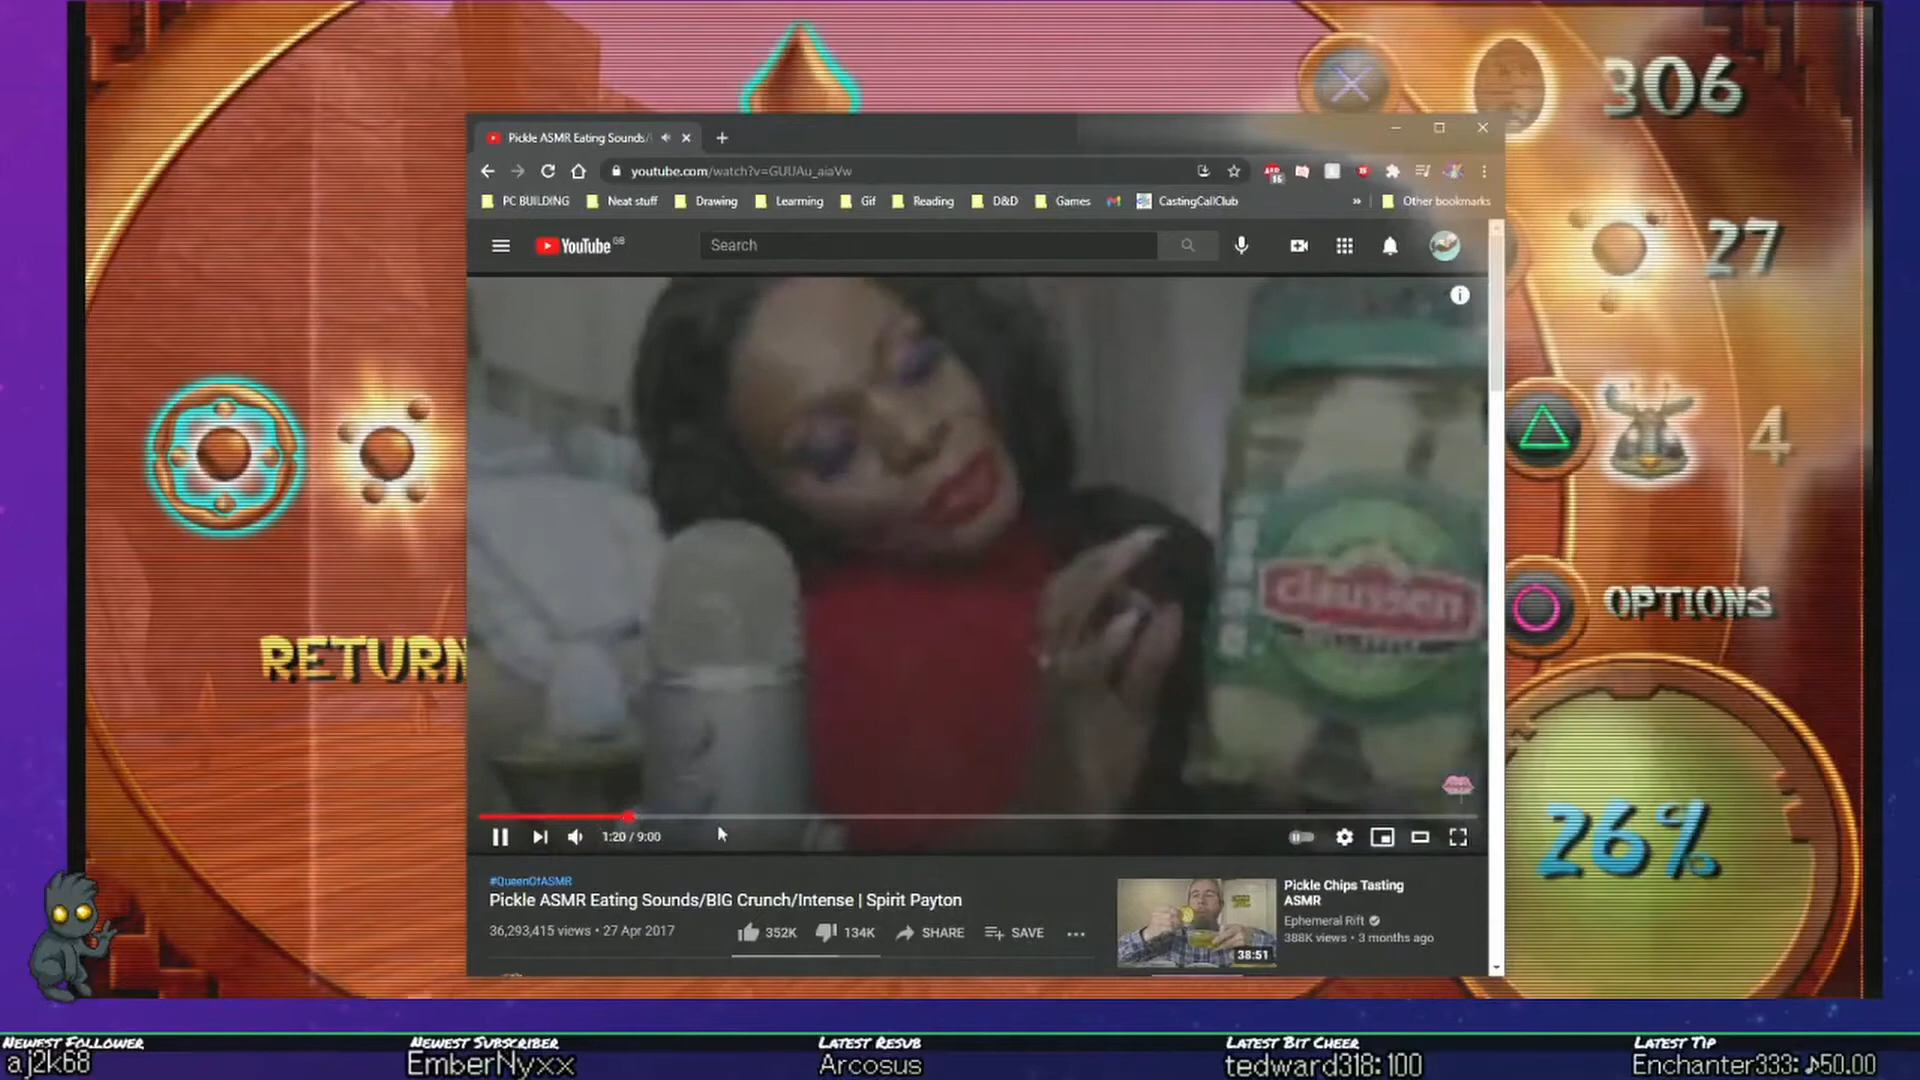 306
Pickle ASMR Eating Sounds/
youtube.com/watch?v=GUUAu_aiaVw
PC BUILDING
Neat stuff
Drawing
Learning
Gif
Reading
D&D
Games
CastingCallClub
»
Other bookmarks
YouTube GB
Search
27
4
claussen
OPTIONS
RETURN
1:20 / 9:00
26%
#QueenOfASMR
Pickle ASMR Eating Sounds/BIG Crunch/Intense | Spirit Payton
36,293,415 views • 27 Apr 2017
352K
134K
SHARE
SAVE
Pickle Chips Tasting
ASMR
Ephemeral Rift
388K views • 3 months ago
38:51
NEWEST FOLLOWER
aj2k68
NEWEST SUBSCRIBER
EmberNyxx
LATEST RESUB
Arcosus
LATEST BIT CHEER
tedward318: 100
LATEST TIP
Enchanter333: ♪50.00